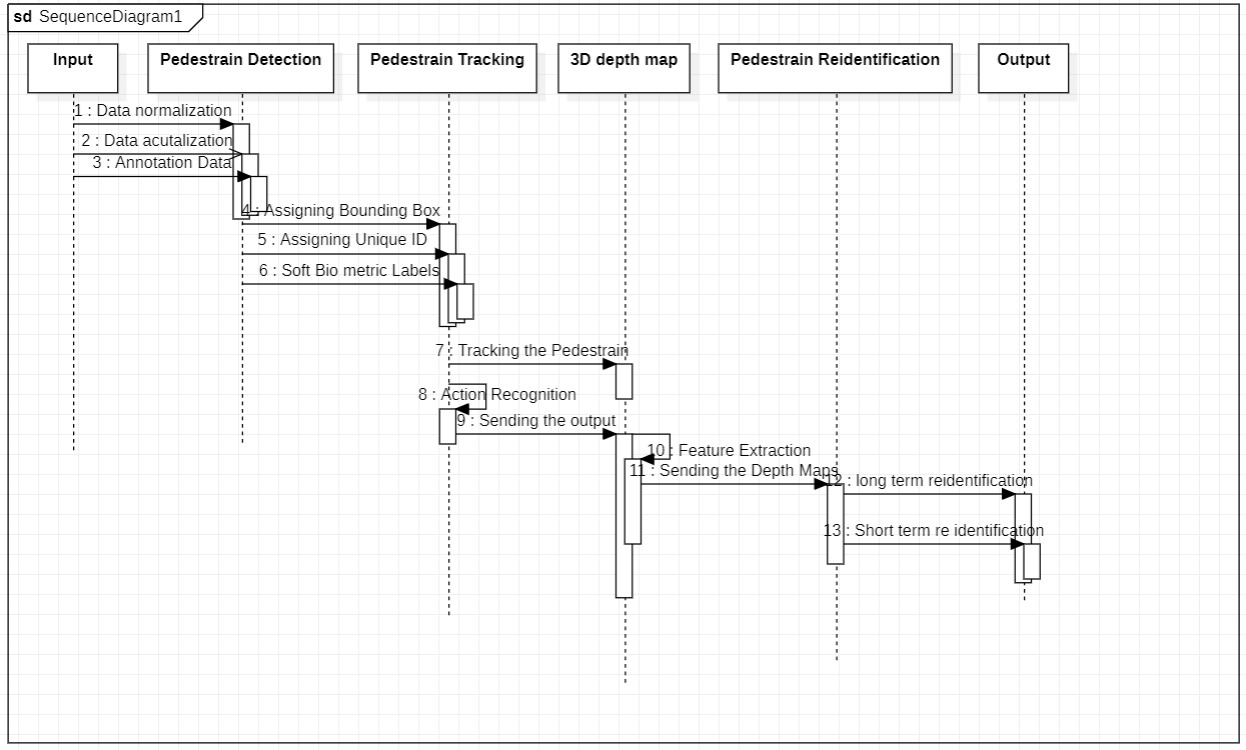 sd SequenceDiagram1
Input
Pedestrain Detection
Pedestrain Tracking
3D depth map
Pedestrain Reidentification
Output
1 : Data normalization
2 : Data acutalization
3 : Annotation Data
4 : Assigning Bounding Box
5 : Assigning Unique ID
6 : Soft Bio metric Labels
7 : Tracking the Pedestrain
8 : Action Recognition
9 : Sending the output
10 : Feature Extraction
11 : Sending the Depth Maps
12 : long term reidentification
13 : Short term re identification